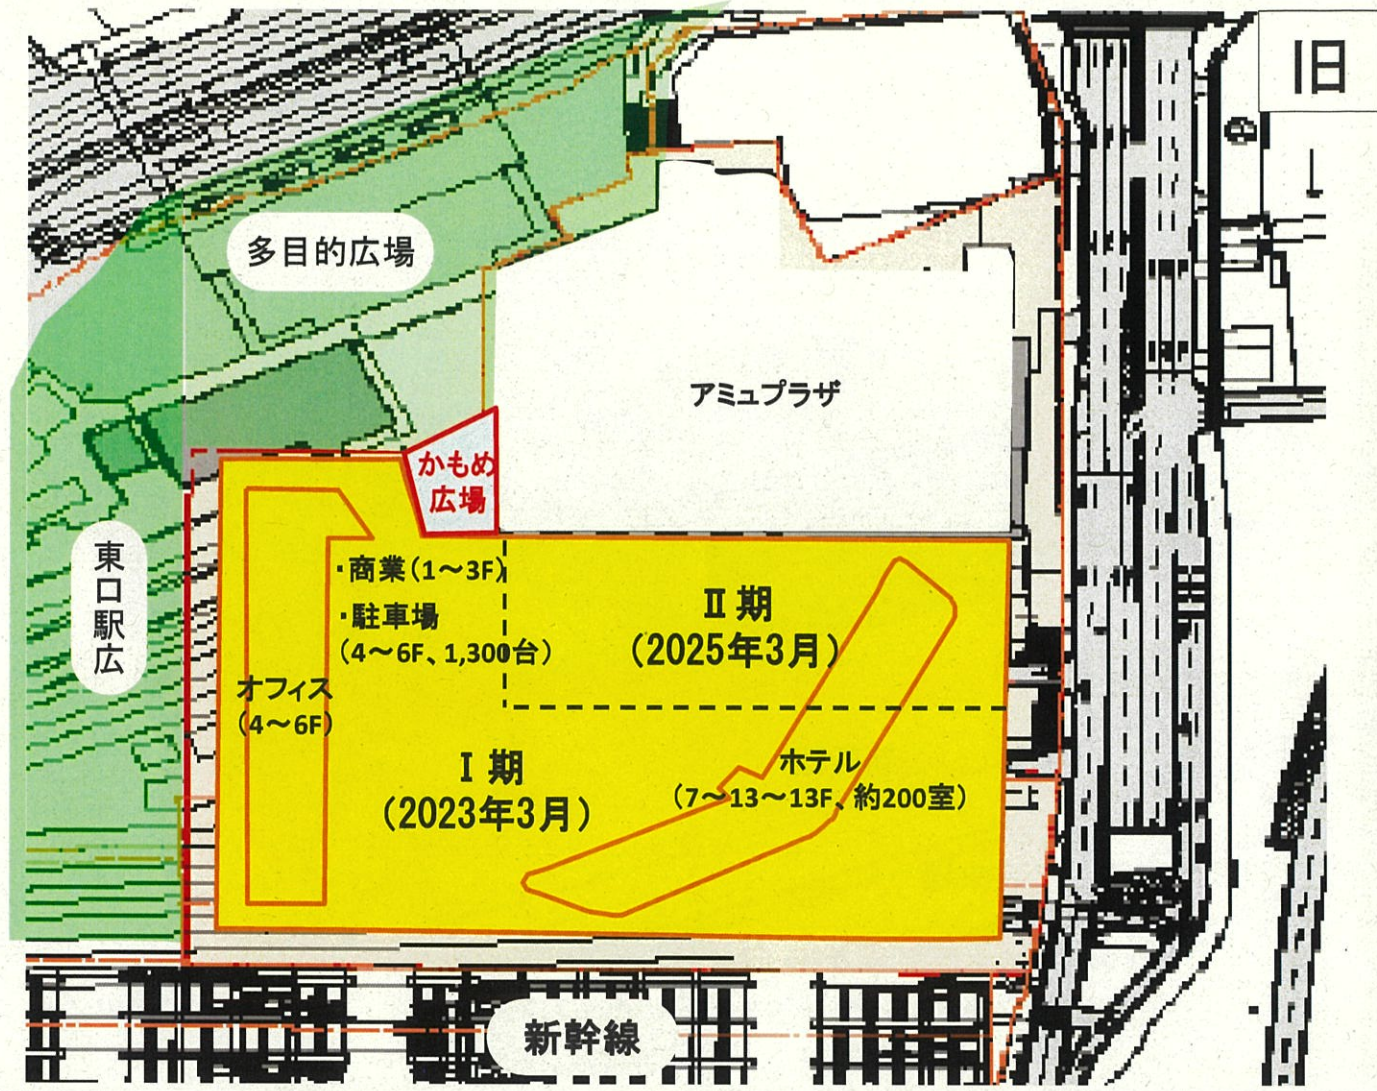 旧
多目的広場
アミュプラザ
かもめ
広場
東口駅広
・商業(1～3F)
・駐車場
(4～6F、1,300台)
Ⅱ期
(2025年3月)
オフィス
(4～6F)
Ⅰ期
(2023年3月)
ホテル
(7～13～13F、約200室)
新幹線